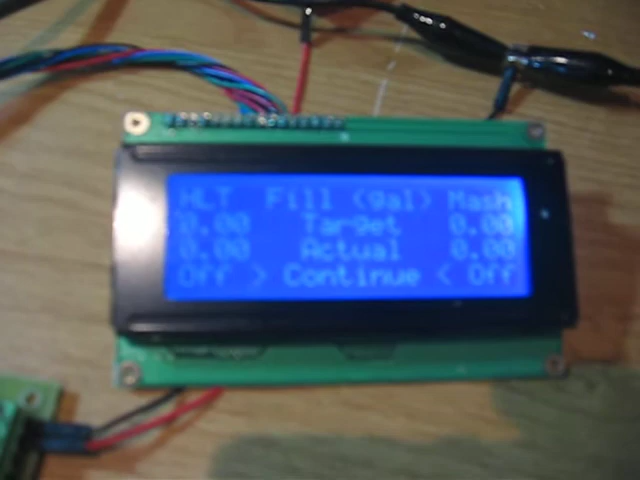 HLT Fill (gal) Mash
0.00 Target 0.00
0.00 Actual 0.00
Off > Continue < Off